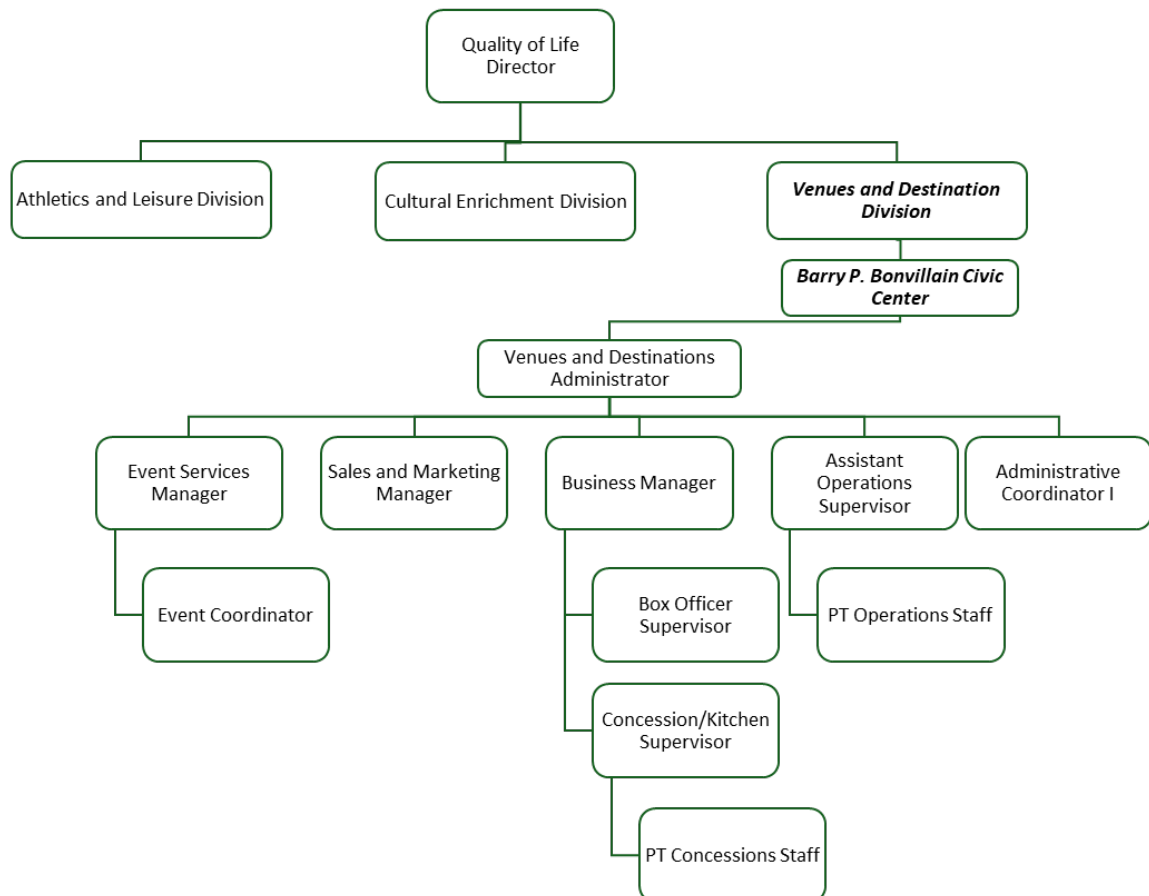 Quality of Life
Director
Athletics and Leisure Division
Cultural Enrichment Division
Venues and Destination
Division
Barry P. Bonvillain Civic
Center
Venues and Destinations
Administrator
Event Services
Manager
Sales and Marketing
Manager
Business Manager
Assistant
Operations
Supervisor
Administrative
Coordinator I
Event Coordinator
Box Officer
Supervisor
PT Operations Staff
Concession/Kitchen
Supervisor
PT Concessions Staff